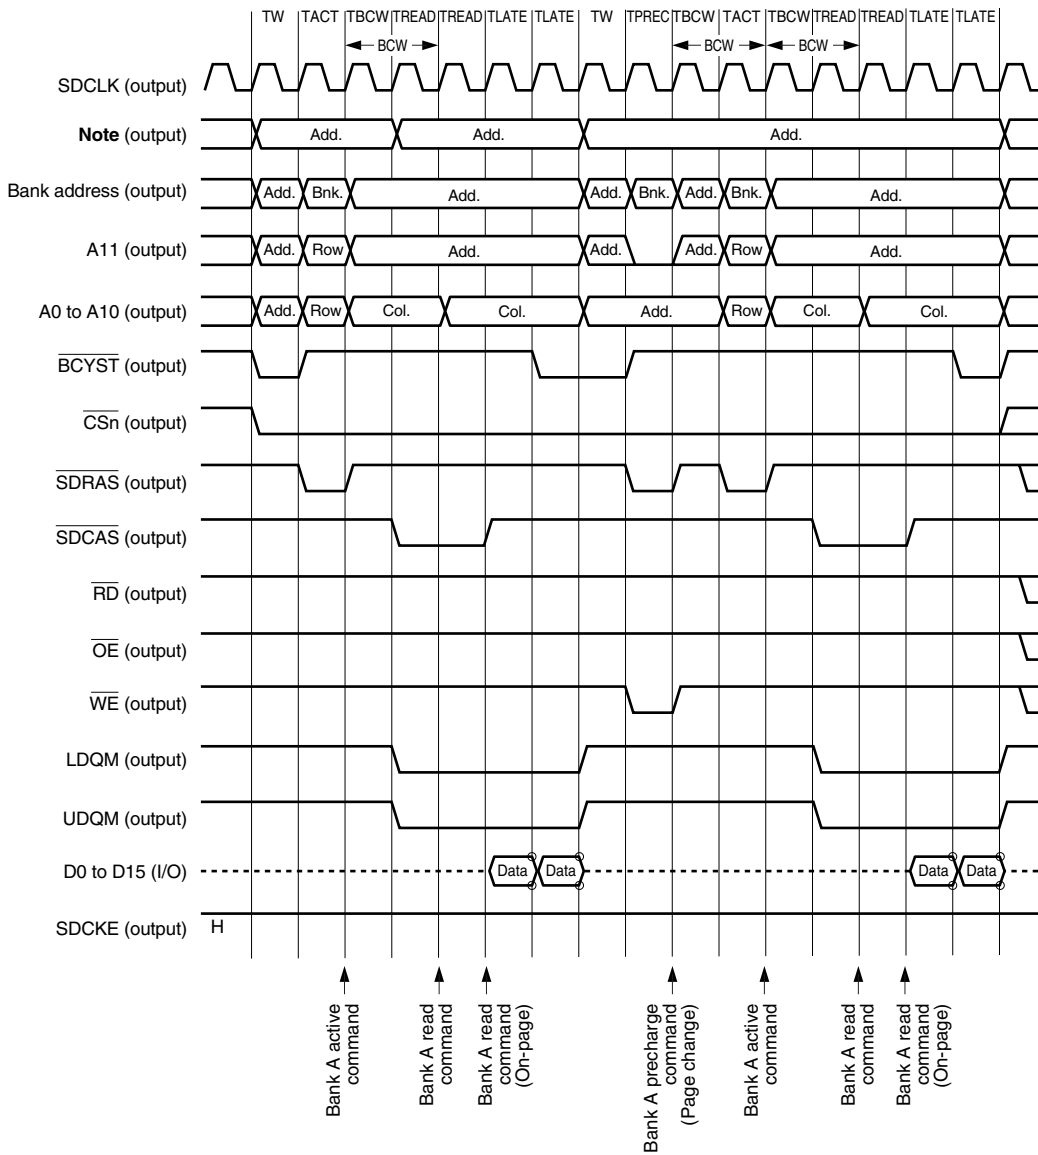 TW TACT TBCW TREAD TREAD TLATE TLATE TW TPREC TBCW TACT TBCW TREAD TREAD TLATE TLATE
BCW BCW BCW
SDCLK (output)
Note (output) Add. Add. Add.
Bank address (output) Add. Bnk. Add. Add. Bnk. Add. Bnk. Add.
A11 (output) Add. Row Add. Add. Add. Row Add.
A0 to A10 (output) Add. Row Col. Col. Add. Row Col. Col.
BCYST (output)
CSn (output)
SDRAS (output)
SDCAS (output)
RD (output)
OE (output)
WE (output)
LDQM (output)
UDQM (output)
D0 to D15 (I/O) Data Data Data Data
SDCKE (output) H
Bank A active
command
Bank A read
command
Bank A read
command
(On-page)
Bank A precharge
command
(Page change)
Bank A active
command
Bank A read
command
Bank A read
command
(On-page)